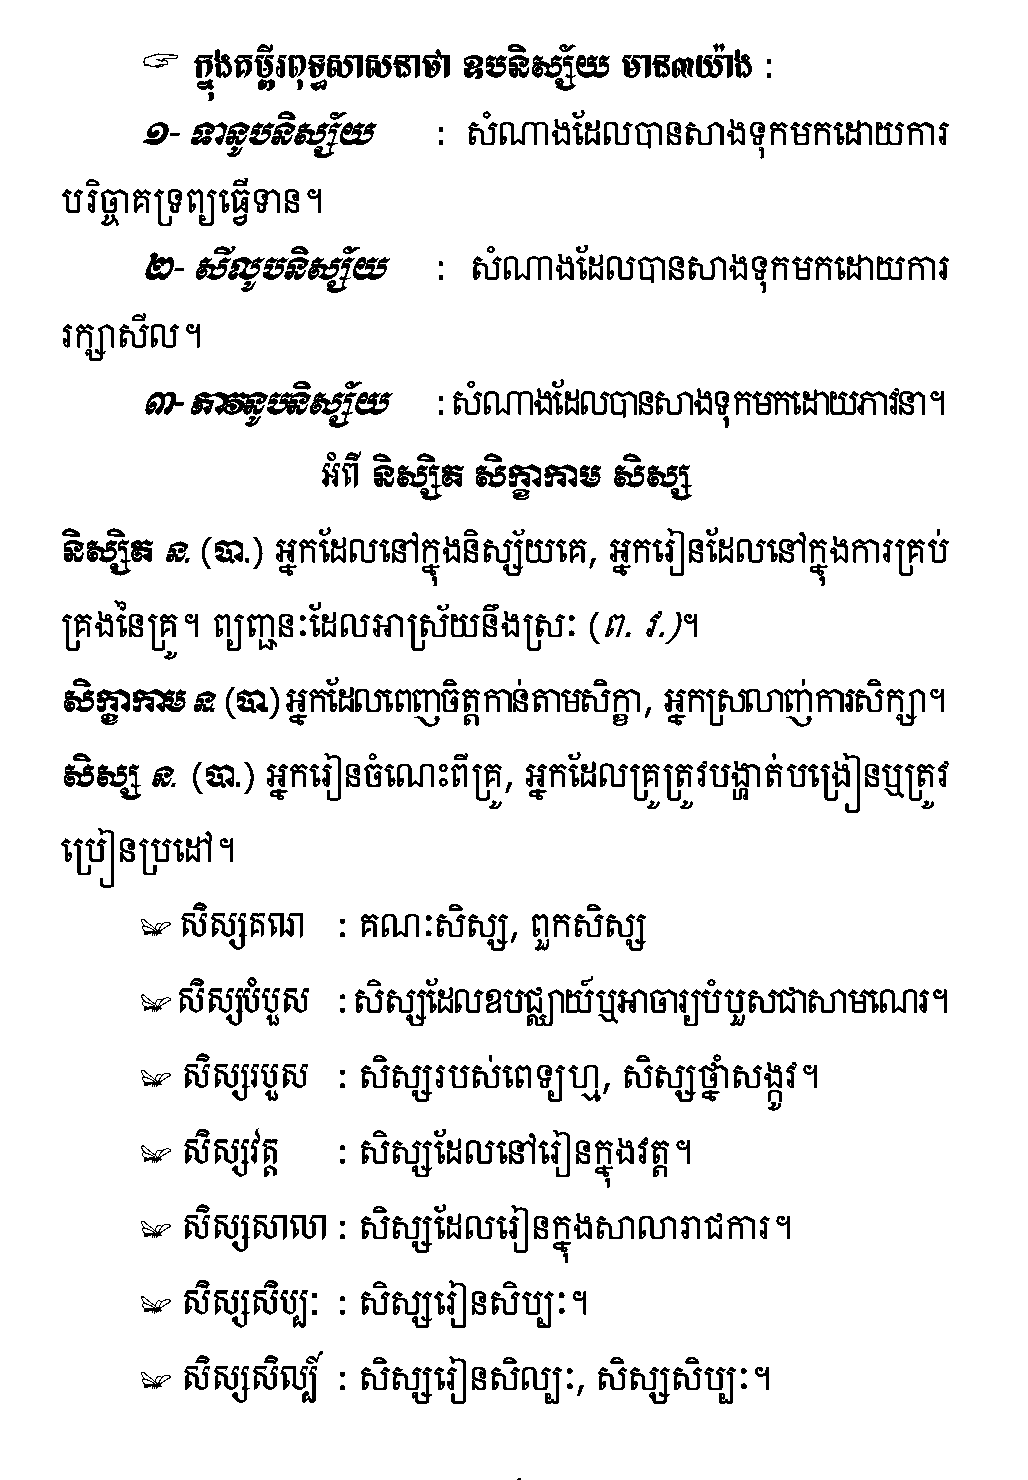 ☞ ក្នុងគម្ពីរពុទ្ធសាសនាថា ឧបនិស្ស័យ មាន៣យ៉ាង :
១- ទានូបនិស្ស័យ : សំណាងដែលបានសាងទុកមកដោយការ
បរិច្ចាគទ្រព្យធ្វើទាន។
២- សីលូបនិស្ស័យ : សំណាងដែលបានសាងទុកមកដោយការ
រក្សាសីល។
៣- ភាវនូបនិស្ស័យ : សំណាងដែលបានសាងទុកមកដោយភាវនា។
អំពី និស្សិត សិក្ខាកាម សិស្ស
និស្សិត ន. (បា.) អ្នកដែលនៅក្នុងនិស្ស័យគេ, អ្នករៀនដែលនៅក្នុងការគ្រប់
គ្រងនៃគ្រូ។ ព្យញ្ជនៈដែលអាស្រ័យនឹងស្រៈ (ព. វ.)។
សិក្ខាកាម ន (បា) អ្នកដែលពេញចិត្តកាន់តាមសិក្ខា, អ្នកស្រលាញ់ការសិក្សា។
សិស្ស ន. (បា.) អ្នករៀនចំណេះពីគ្រូ, អ្នកដែលគ្រូត្រូវបង្ហាត់បង្រៀនឬត្រូវ
ប្រៀនប្រដៅ។
សិស្សគណ : គណៈសិស្ស, ពួកសិស្ស
សិស្សបំបួស : សិស្សដែលឧបជ្ឈាយ៍ឬអាចារ្យបំបួសជាសាមណេរ។
សិស្សរបួស : សិស្សរបស់ពេទ្យហ្ម, សិស្សថ្នាំសង្កូវ។
សិស្សវត្ត : សិស្សដែលនៅរៀនក្នុងវត្ត។
សិស្សសាលា : សិស្សដែលរៀនក្នុងសាលារាជការ។
សិស្សសិប្បៈ : សិស្សរៀនសិប្បៈ។
សិស្សសិល្ប៍ : សិស្សរៀនសិល្បៈ, សិស្សសិប្បៈ។